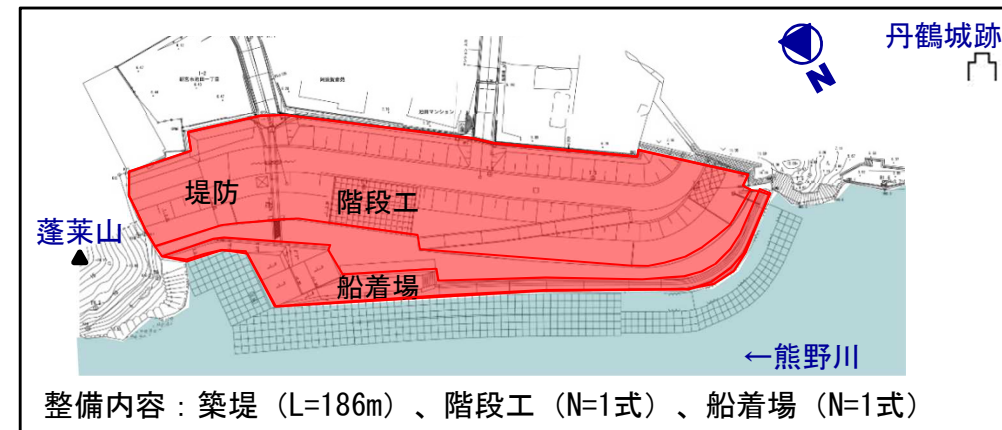 丹鶴城跡
N
堤防
階段工
蓬莱山
船着場
←熊野川
整備内容：築堤（L=186m）、階段工（N=1式）、船着場（N=1式）